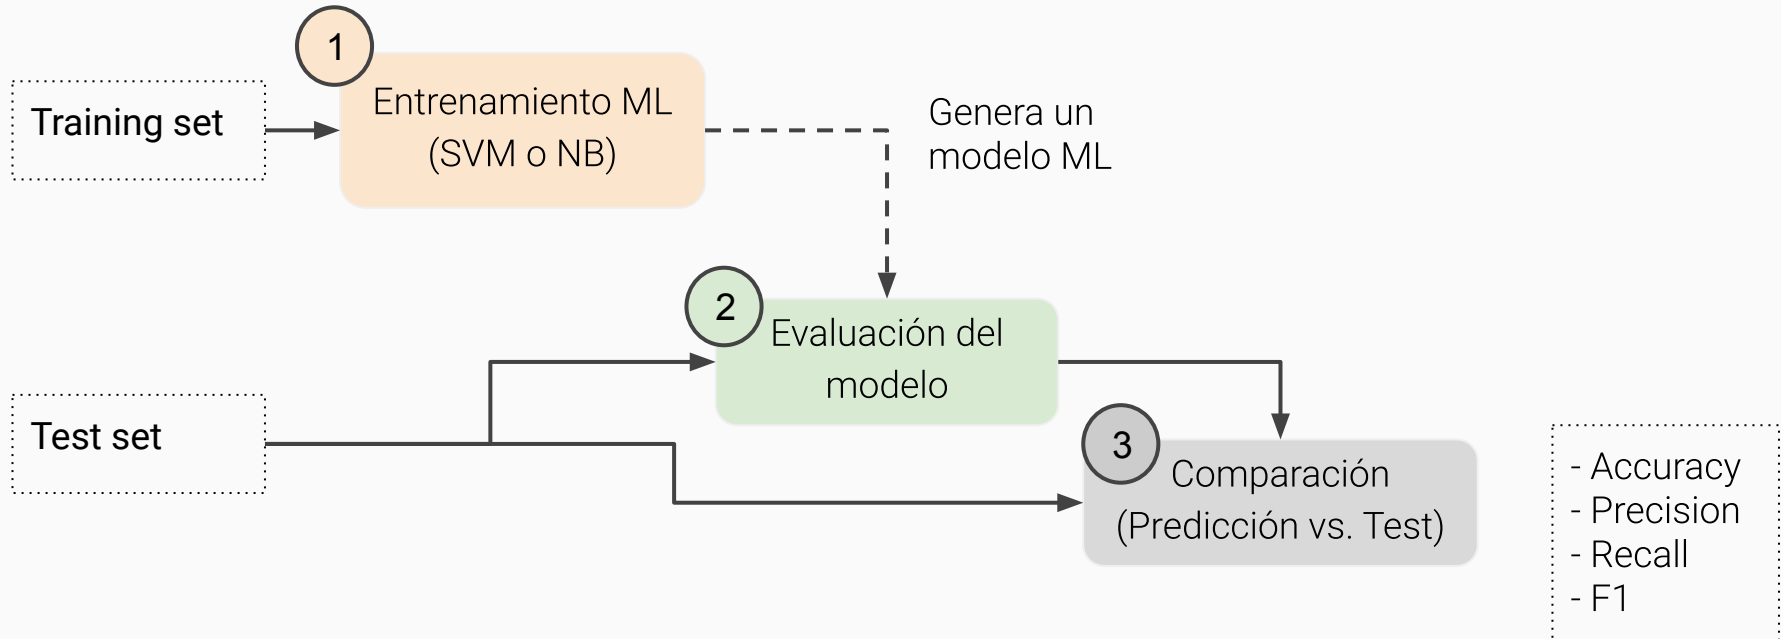 1
Training set
Entrenamiento ML
(SVM o NB)
Genera un
modelo ML
2
Evaluación del
modelo
Test set
3
Comparación
(Predicción vs. Test)
- Accuracy
- Precision
- Recall
- F1